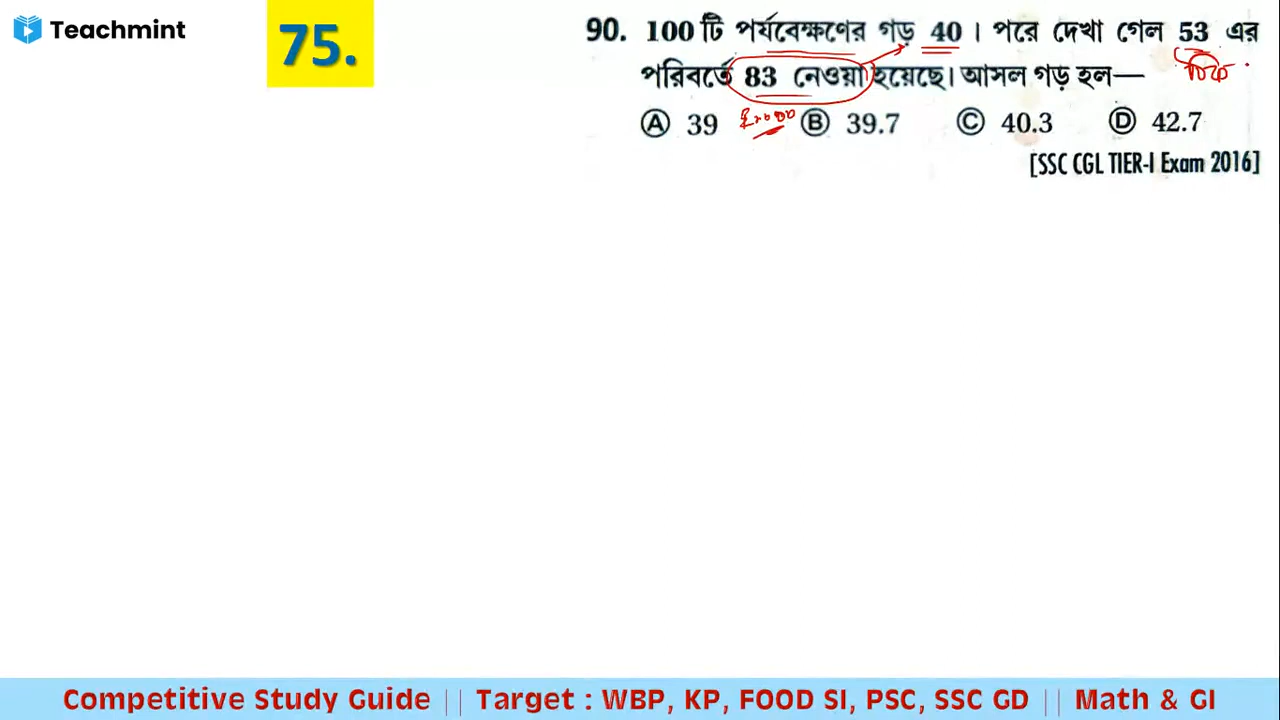 Teachmint
75.
90. 100 টি পর্যবেক্ষণের গড় 40 । পরে দেখা গেল 53 এর
পরিবর্তে 83 নেওয়া হয়েছে। আসল গড় হল—
ঠিক
Ⓐ 39 Ⓑ 39.7 Ⓒ 40.3 Ⓓ 42.7
[SSC CGL TIER-I Exam 2016]
Competitive Study Guide || Target : WBP, KP, FOOD SI, PSC, SSC GD || Math & GI